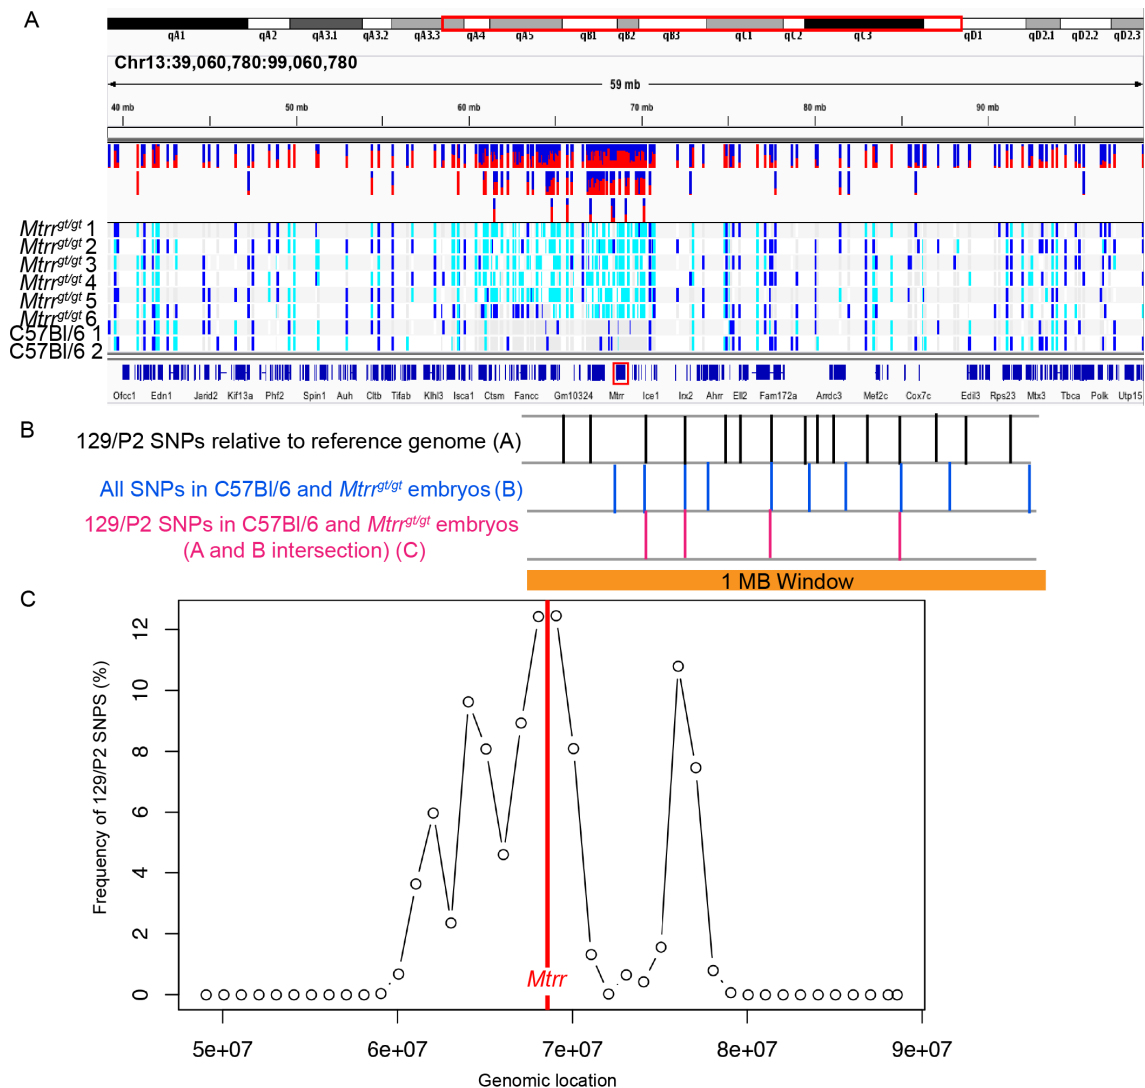 A
qA1 qA2 qA3.1 qA3.2 qA3.3 qA4 qA5 qB1 qB2 qB3 qC1 qC2 qC3 qD1 qD2.1 qD2.2 qD2.3
Chr13:39,060,780:99,060,780
59 mb
40 mb 50 mb 60 mb 70 mb 80 mb 90 mb
Mtrrgt/gt 1
Mtrrgt/gt 2
Mtrrgt/gt 3
Mtrrgt/gt 4
Mtrrgt/gt 5
Mtrrgt/gt 6
C57Bl/6 1
C57Bl/6 2
Ofcc1 Edn1 Jarid2 Kif13a Phf2 Spin1 Auh Cltb Tifab Klhl3 Isca1 Ctsm Fancc Gm10324 Mtrr Ice1 Irx2 Ahrr Ell2 Fam172a Arrdc3 Mef2c Cox7c Edil3 Rps23 Mtx3 Tbca Polk Utp15
B
129/P2 SNPs relative to reference genome (A)
All SNPs in C57Bl/6 and Mtrrgt/gt embryos (B)
129/P2 SNPs in C57Bl/6 and Mtrrgt/gt embryos
(A and B intersection) (C)
1 MB Window
C
Frequency of 129/P2 SNPS (%)
12
10
8
6
4
2
0
Mtrr
5e+07 6e+07 7e+07 8e+07 9e+07
Genomic location